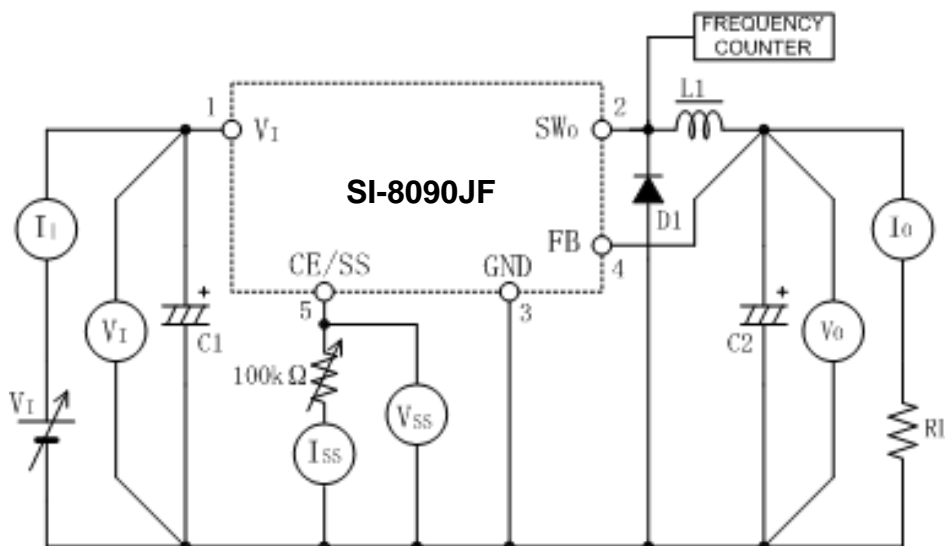 FREQUENCY
COUNTER
L1
1
2
VI
SWO
SI-8090JF
D1
II
IO
FB
4
CE/SS
GND
5
3
+
+
VI
C1
C2
VO
100kΩ
VSS
VI
ISS
R1